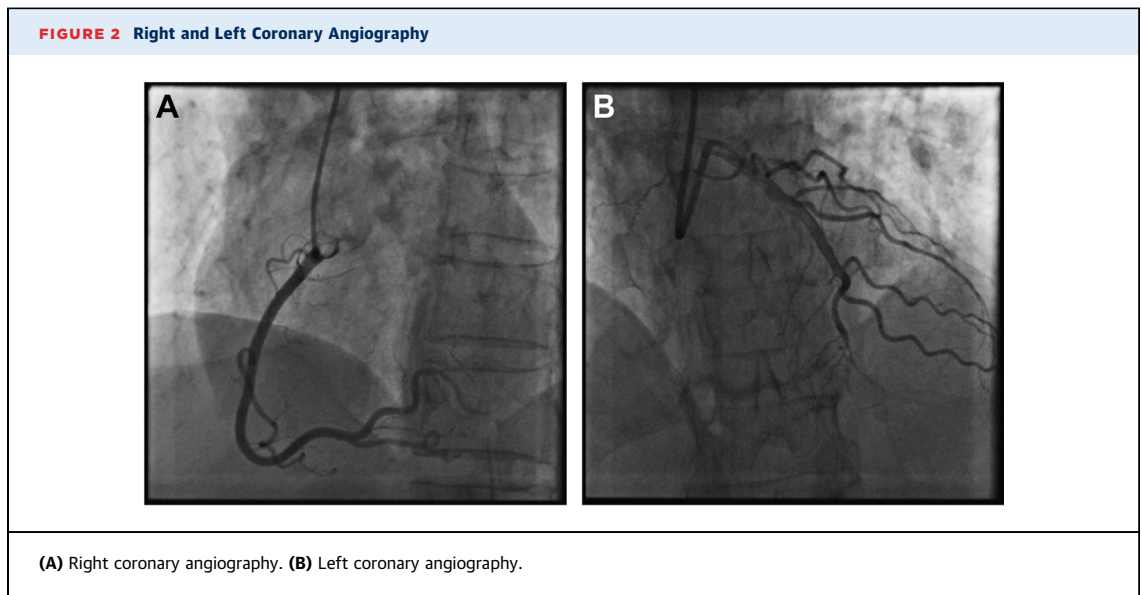 FIGURE 2 Right and Left Coronary Angiography
A
B
(A) Right coronary angiography. (B) Left coronary angiography.